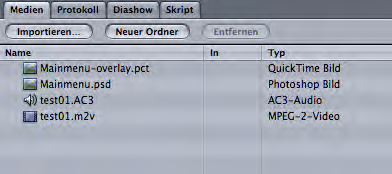 Medien Protokoll Diashow Skript
Importieren... Neuer Ordner Entfernen
Name In Typ
Mainmenu-overlay.pct QuickTime Bild
Mainmenu.psd Photoshop Bild
test01.AC3 AC3-Audio
test01.m2v MPEG-2-Video